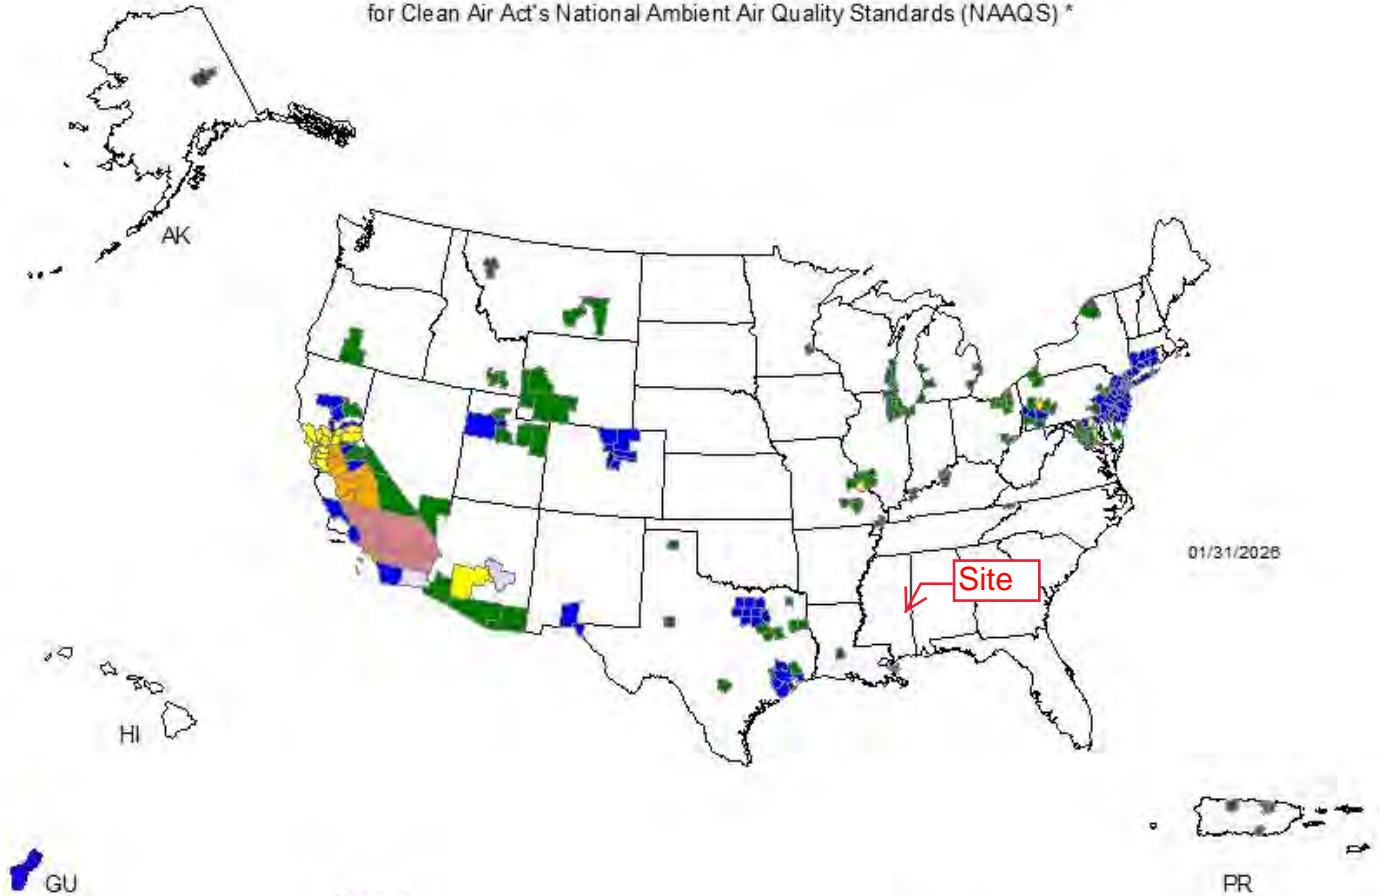 for Clean Air Act's National Ambient Air Quality Standards (NAAQS) *
AK
01/31/2026
Site
HI
GU
PR